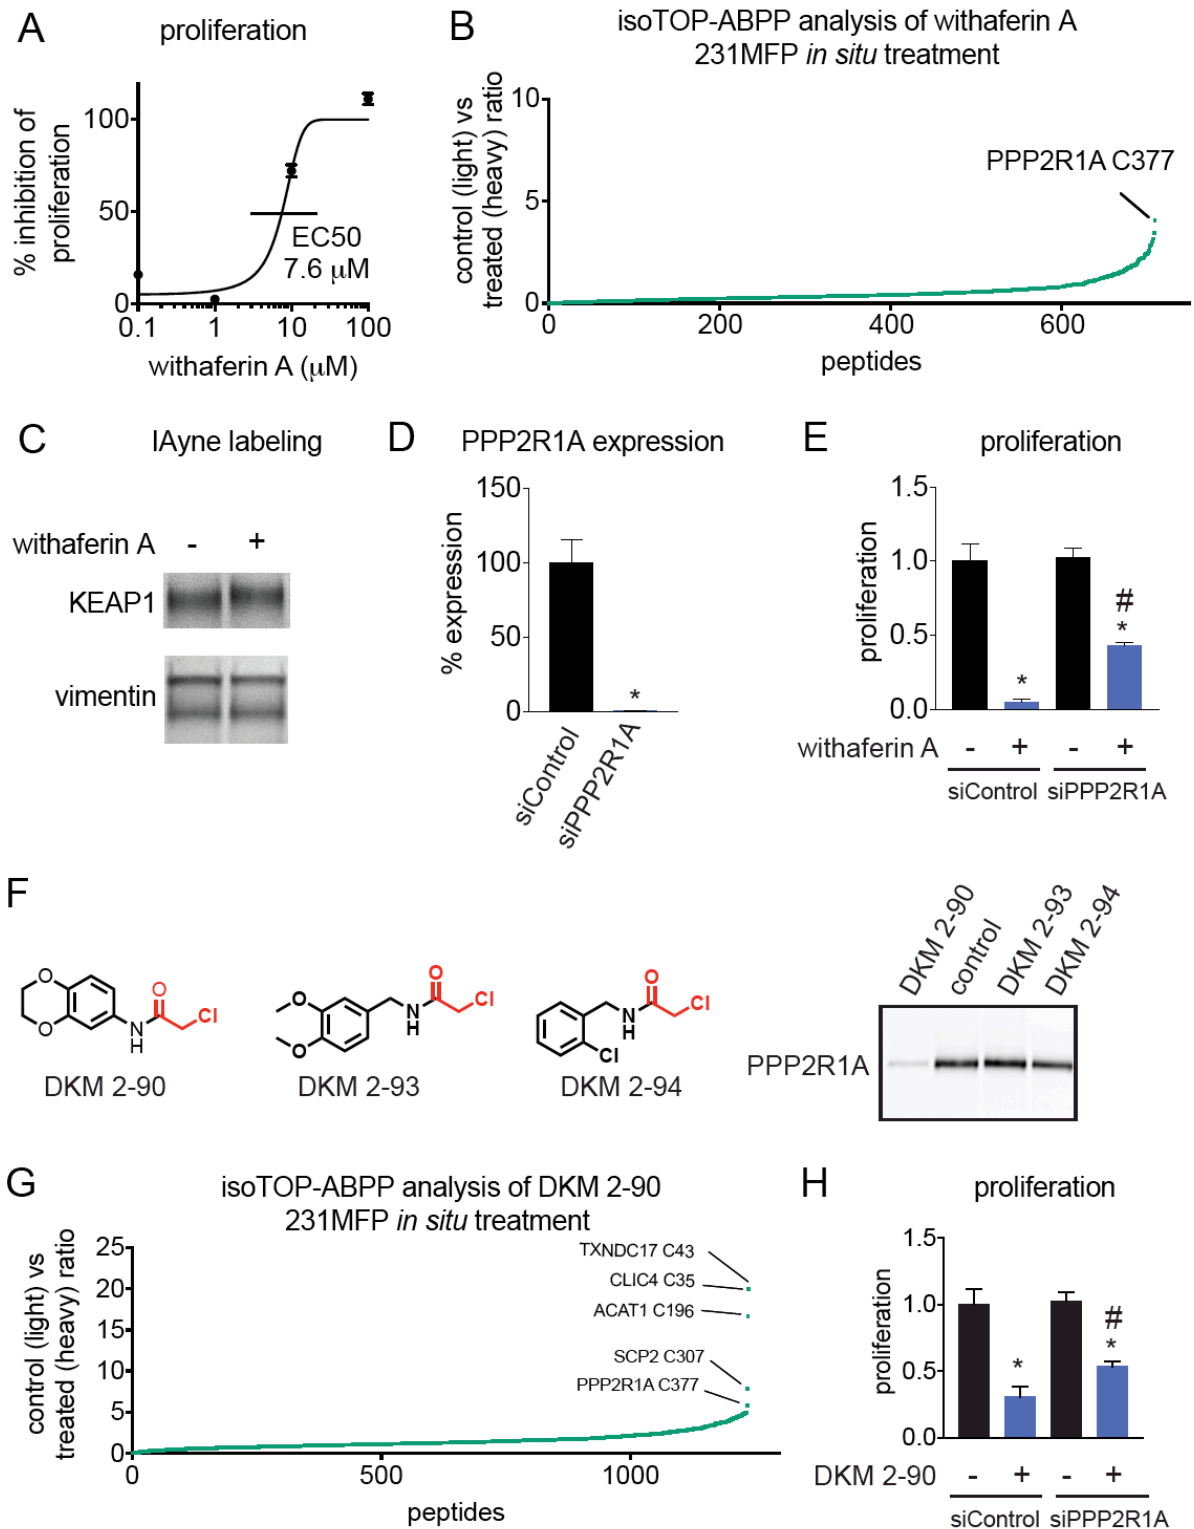 A
proliferation
% inhibition of
proliferation
100
50
0
EC50
7.6 μM
0.1
1
10
100
withaferin A (μM)
B
isoTOP-ABPP analysis of withaferin A
231MFP in situ treatment
control (light) vs
treated (heavy) ratio
10
5
0
PPP2R1A C377
0
200
400
600
peptides
C
IAyne labeling
withaferin A - +
KEAP1
vimentin
D
PPP2R1A expression
% expression
150
100
50
0
*
siControl
siPPP2R1A
E
proliferation
proliferation
1.5
1.0
0.5
0.0
*
#
*
withaferin A - + - +
siControl siPPP2R1A
F
O
O
N
H
O
Cl
DKM 2-90
O
O
N
H
O
Cl
DKM 2-93
Cl
N
H
O
Cl
DKM 2-94
DKM 2-90
control
DKM 2-93
DKM 2-94
PPP2R1A
G
isoTOP-ABPP analysis of DKM 2-90
231MFP in situ treatment
control (light) vs
treated (heavy) ratio
25
20
15
10
5
0
TXNDC17 C43
CLIC4 C35
ACAT1 C196
SCP2 C307
PPP2R1A C377
0
500
1000
peptides
H
proliferation
proliferation
1.5
1.0
0.5
0.0
*
#
*
DKM 2-90 - + - +
siControl siPPP2R1A